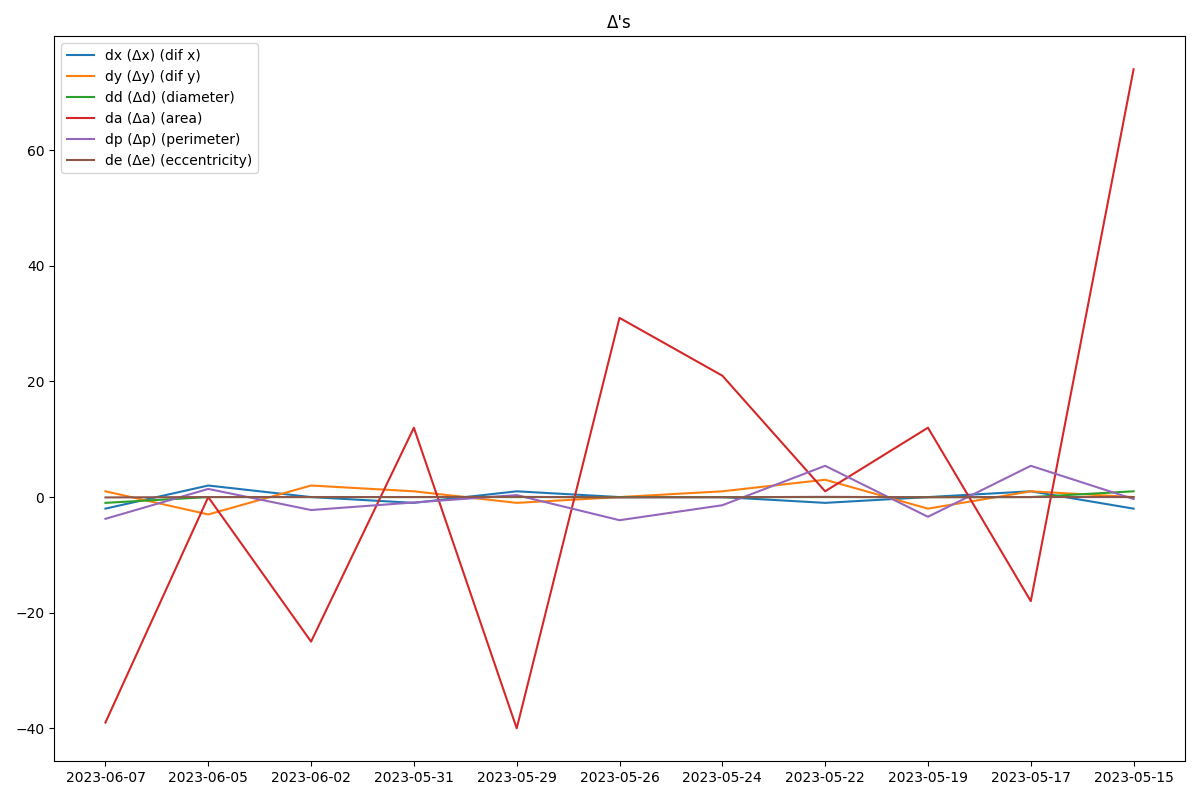 Δ's
dx (Δx) (dif x)
dy (Δy) (dif y)
dd (Δd) (diameter)
da (Δa) (area)
dp (Δp) (perimeter)
de (Δe) (eccentricity)
60
40
20
0
−20
−40
2023-06-07 2023-06-05 2023-06-02 2023-05-31 2023-05-29 2023-05-26 2023-05-24 2023-05-22 2023-05-19 2023-05-17 2023-05-15